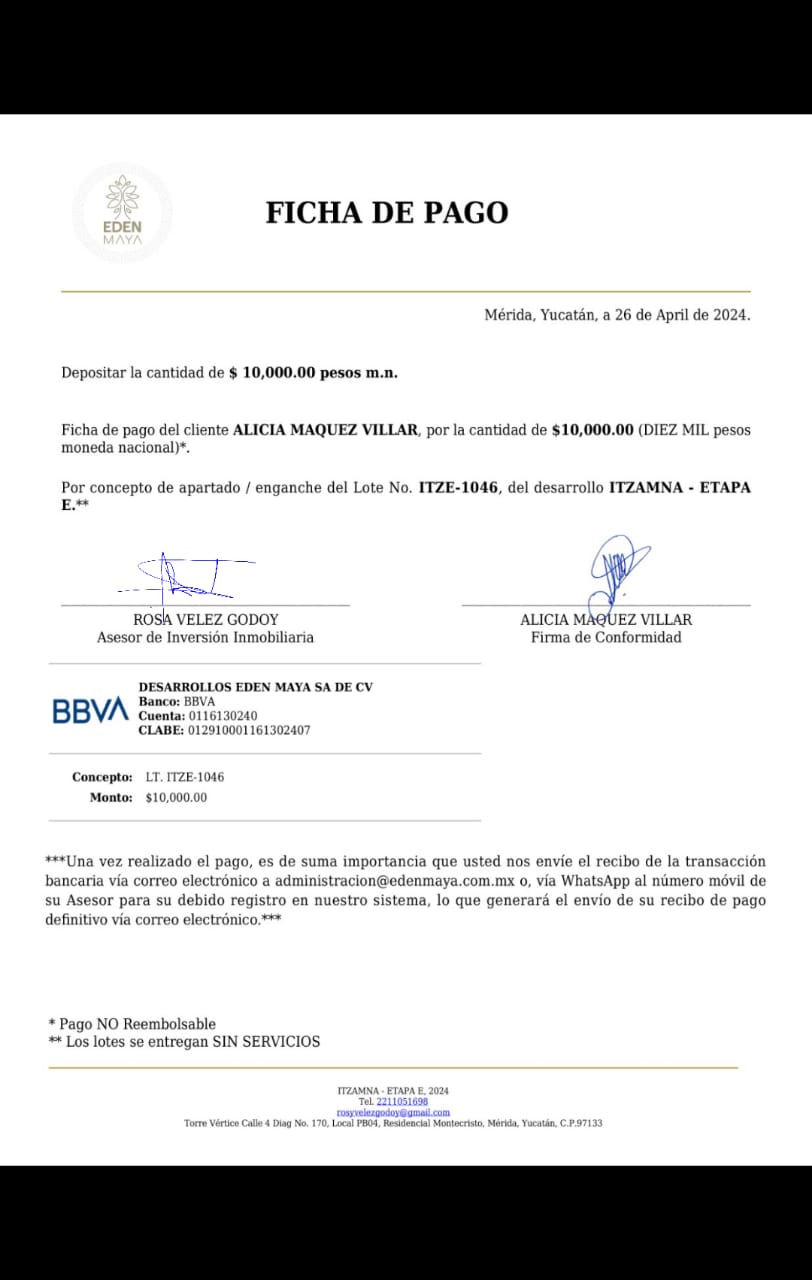 EDEN
MAYA
FICHA DE PAGO
Mérida, Yucatán, a 26 de April de 2024.
Depositar la cantidad de $ 10,000.00 pesos m.n.
Ficha de pago del cliente ALICIA MAQUEZ VILLAR, por la cantidad de $10,000.00 (DIEZ MIL pesos
moneda nacional)*.
Por concepto de apartado / enganche del Lote No. ITZE-1046, del desarrollo ITZAMNA - ETAPA
E.**
ROSA VELEZ GODOY
Asesor de Inversión Inmobiliaria
ALICIA MAQUEZ VILLAR
Firma de Conformidad
BBVA
DESARROLLOS EDEN MAYA SA DE CV
Banco: BBVA
Cuenta: 0116130240
CLABE: 012910001161302407
Concepto: LT. ITZE-1046
Monto: $10,000.00
***Una vez realizado el pago, es de suma importancia que usted nos envíe el recibo de la transacción
bancaria vía correo electrónico a administracion@edenmaya.com.mx o, vía WhatsApp al número móvil de
su Asesor para su debido registro en nuestro sistema, lo que generará el envío de su recibo de pago
definitivo vía correo electrónico.***
* Pago NO Reembolsable
** Los lotes se entregan SIN SERVICIOS
ITZAMNA - ETAPA E, 2024
Tel. 2211051698
rosyvelezgodoy@gmail.com
Torre Vértice Calle 4 Diag No. 170, Local PB04, Residencial Montecristo, Mérida, Yucatán, C.P.97133